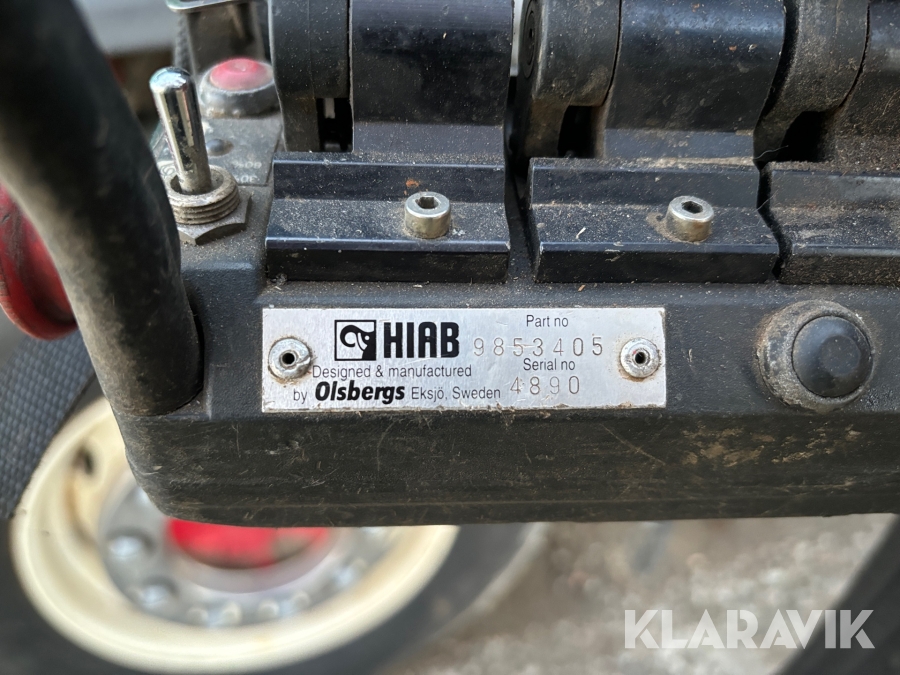 HIAB
Part no
9853405
Designed & manufactured
Serial no
by Olsbergs Eksjö, Sweden 4890
KLARAVIK